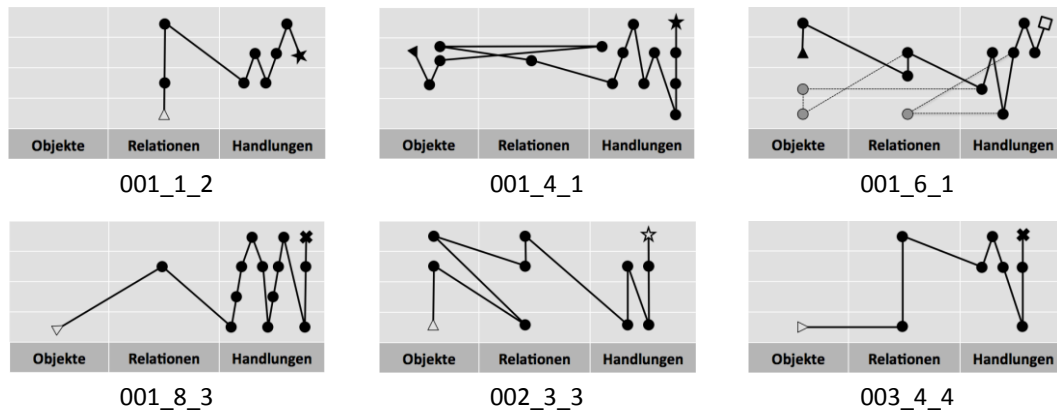 Objekte Relationen Handlungen
001_1_2
Objekte Relationen Handlungen
001_4_1
Objekte Relationen Handlungen
001_6_1
Objekte Relationen Handlungen
001_8_3
Objekte Relationen Handlungen
002_3_3
Objekte Relationen Handlungen
003_4_4